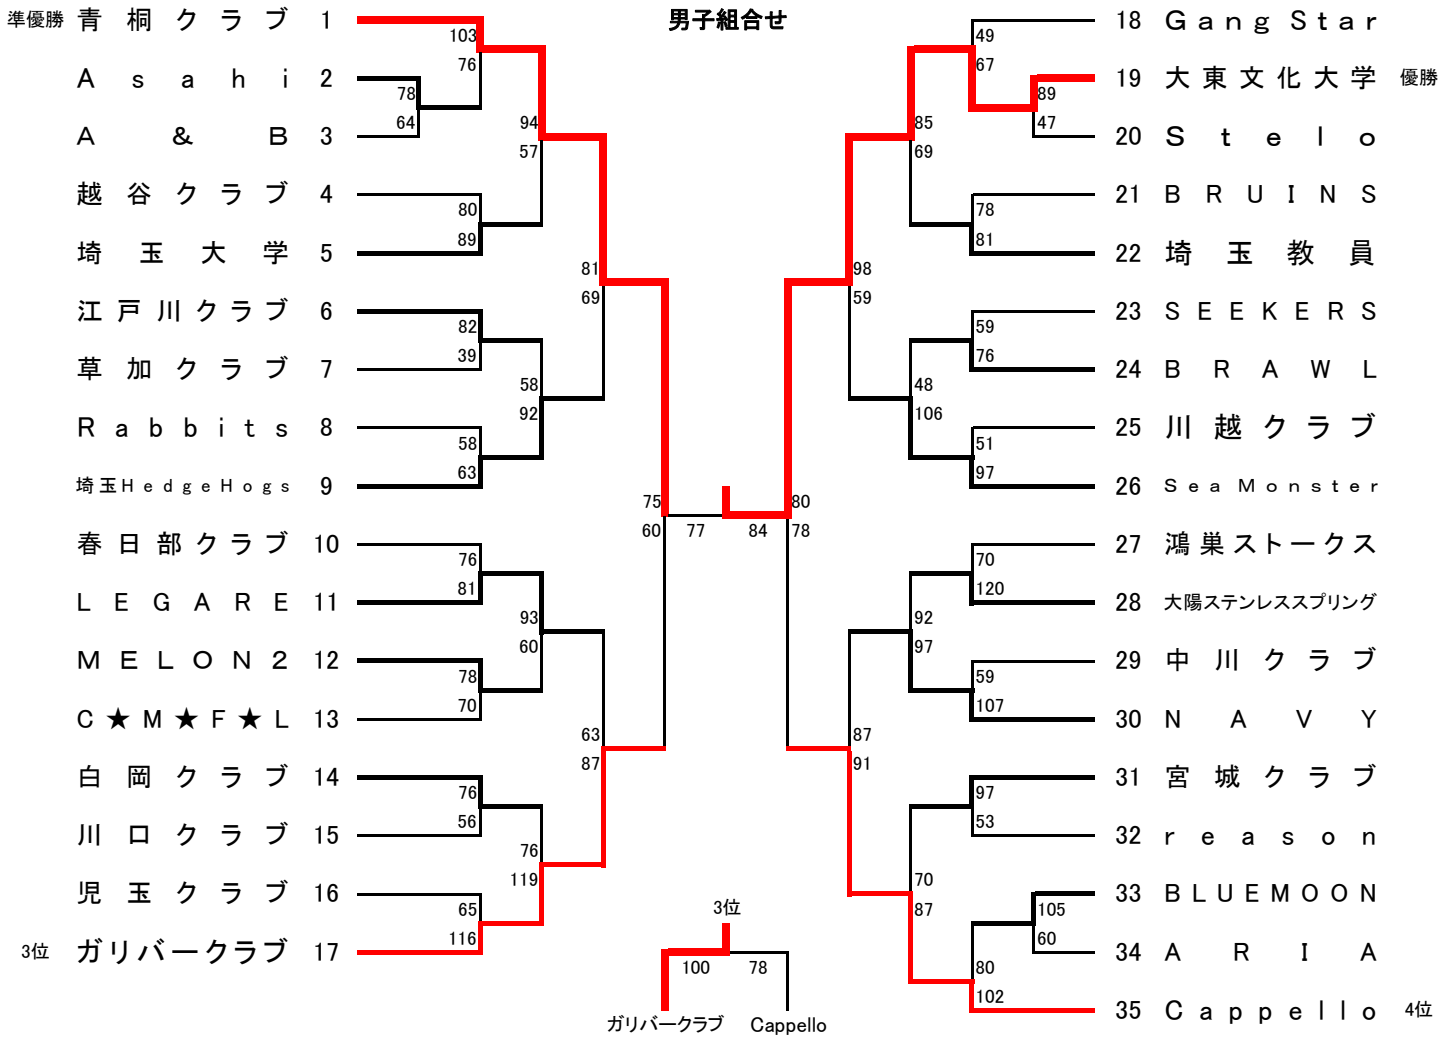 男子組合せ
準優勝 青桐クラブ 1
Asahi 2
A&B 3
越谷クラブ 4
埼玉大学 5
江戸川クラブ 6
草加クラブ 7
Rabbits 8
埼玉HedgeHogs 9
春日部クラブ 10
LEGARE 11
MELON2 12
C★M★F★L 13
白岡クラブ 14
川口クラブ 15
児玉クラブ 16
3位 ガリバークラブ 17
103
76
78
64
94
57
80
89
81
69
82
39
58
92
58
63
75
60
76
81
93
60
78
70
63
87
76
56
76
119
65
116
77 84
18 Gang Star
19 大東文化大学 優勝
20 Stelo
21 BRUINS
22 埼玉教員
23 SEEKERS
24 BRAWL
25 川越クラブ
26 Sea Monster
27 鴻巣ストークス
28 大陽ステンレススプリング
29 中川クラブ
30 NAVY
31 宮城クラブ
32 reason
33 BLUEMOON
34 ARIA
35 Cappello 4位
49
67
89
47
85
69
78
81
98
59
59
76
48
106
51
97
80
78
70
120
92
97
59
107
87
91
97
53
70
87
105
60
80
102
3位
100 78
ガリバークラブ Cappello